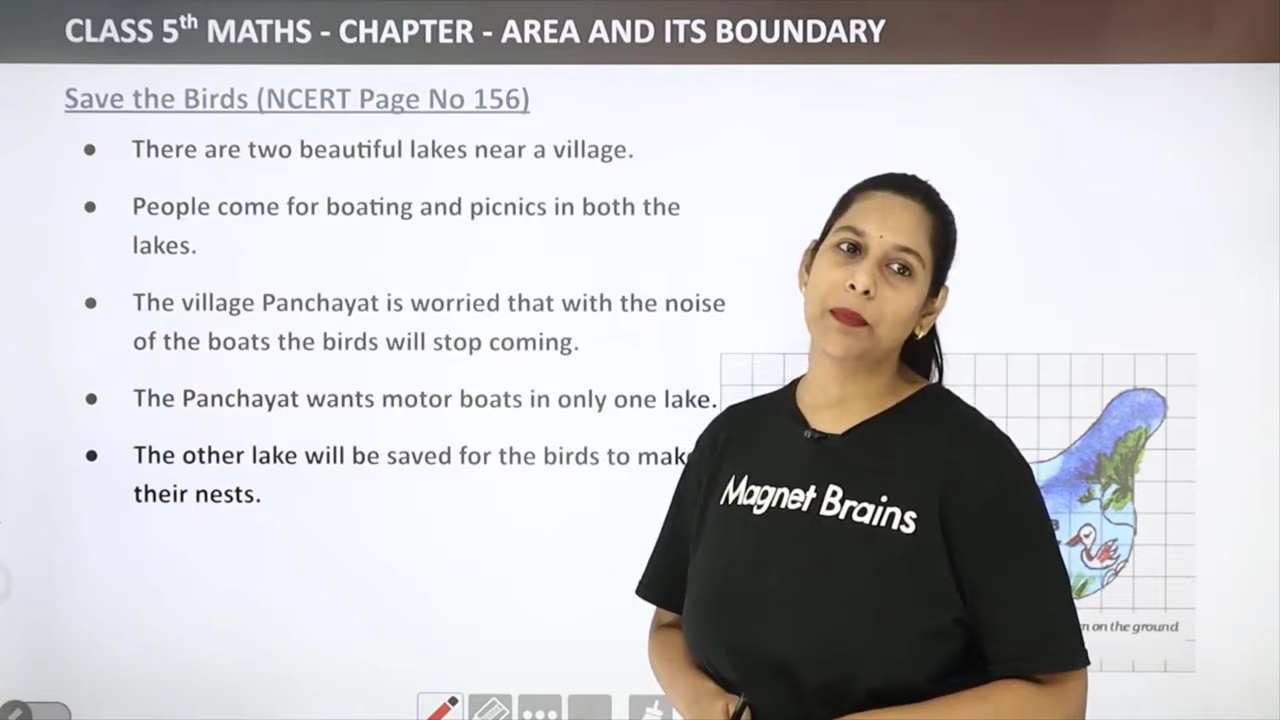 CLASS 5th MATHS - CHAPTER - AREA AND ITS BOUNDARY
Save the Birds (NCERT Page No 156)
● There are two beautiful lakes near a village.
● People come for boating and picnics in both the
lakes.
● The village Panchayat is worried that with the noise
of the boats the birds will stop coming.
● The Panchayat wants motor boats in only one lake.
● The other lake will be saved for the birds to
their nests.
Magnet Brains
on the ground